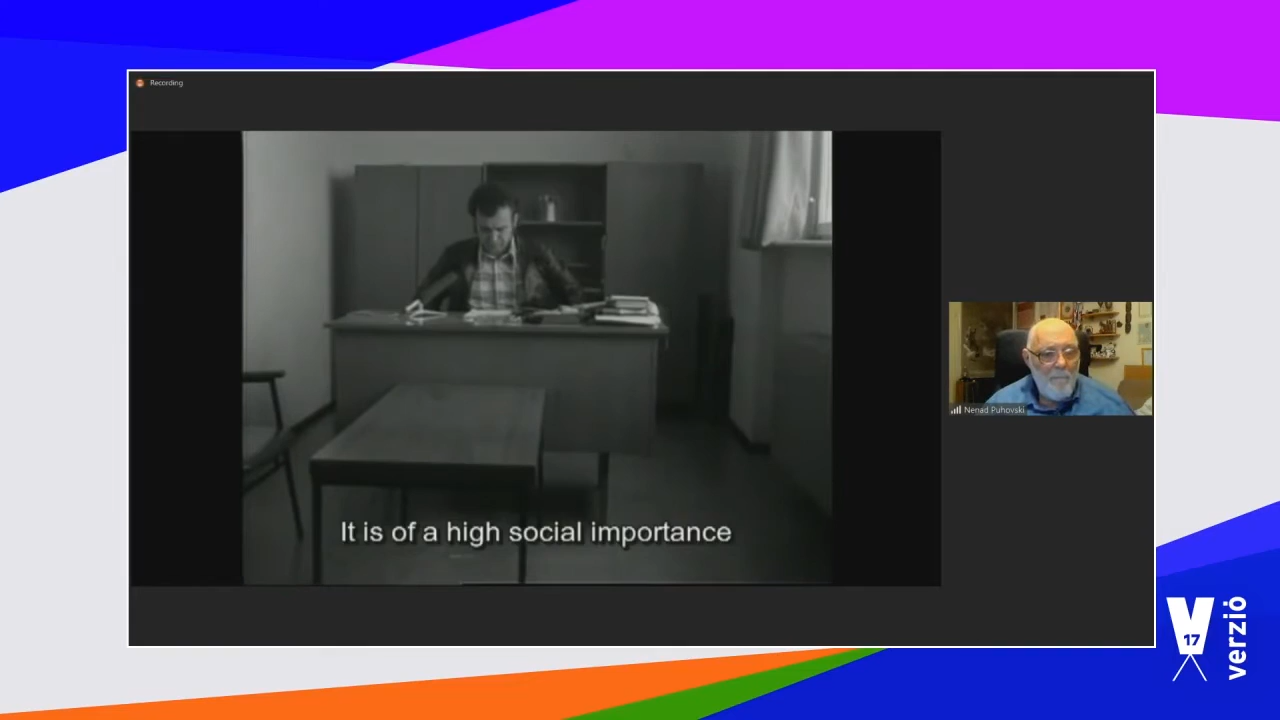 Recording
It is of a high social importance
Nenad Puhovski
17
verzió